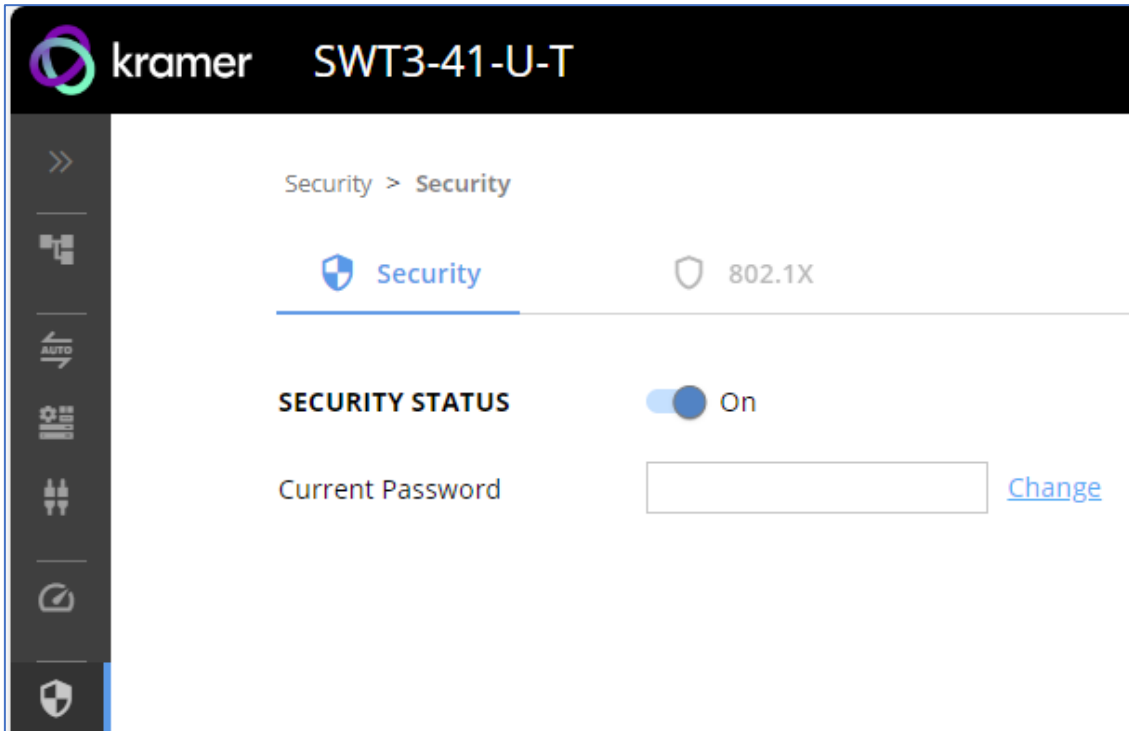 kramer SWT3-41-U-T
Security > Security
Security 802.1X
AUTO
SECURITY STATUS On
Current Password Change